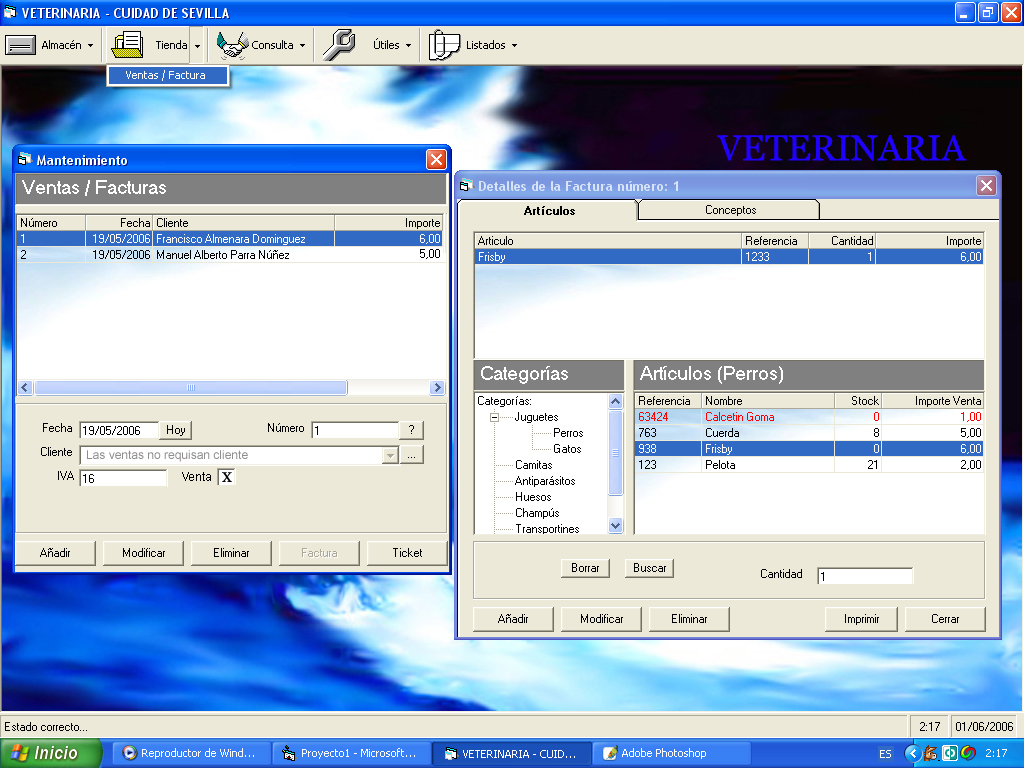 VETERINARIA - CUIDAD DE SEVILLA
Almacén Tienda Consulta Útiles Listados
Ventas / Factura
VETERINARIA
Mantenimiento
Ventas / Facturas
Número Fecha Cliente Importe
1 19/05/2006 Francisco Almenara Dominguez 6,00
2 19/05/2006 Manuel Alberto Parra Núñez 5,00
Fecha 19/05/2006 Hoy Número 1 ?
Cliente Las ventas no requisan cliente ...
IVA 16 Venta X
Añadir Modificar Eliminar Factura Ticket
Detalles de la Factura número: 1
Artículos Conceptos
Articulo Referencia Cantidad Importe
Frisby 1233 1 6,00
Categorías
Categorías:
Juguetes
Perros
Gatos
Camitas
Antiparásitos
Huesos
Champús
Transportines
Artículos (Perros)
Referencia Nombre Stock Importe Venta
63424 Calcetin Goma 0 1,00
763 Cuerda 8 5,00
938 Frisby 0 6,00
123 Pelota 21 2,00
Borrar Buscar Cantidad 1
Añadir Modificar Eliminar Imprimir Cerrar
Estado correcto... 2:17 01/06/2006
Inicio Reproductor de Wind... Proyecto1 - Microsoft... VETERINARIA - CUID... Adobe Photoshop ES 2:17